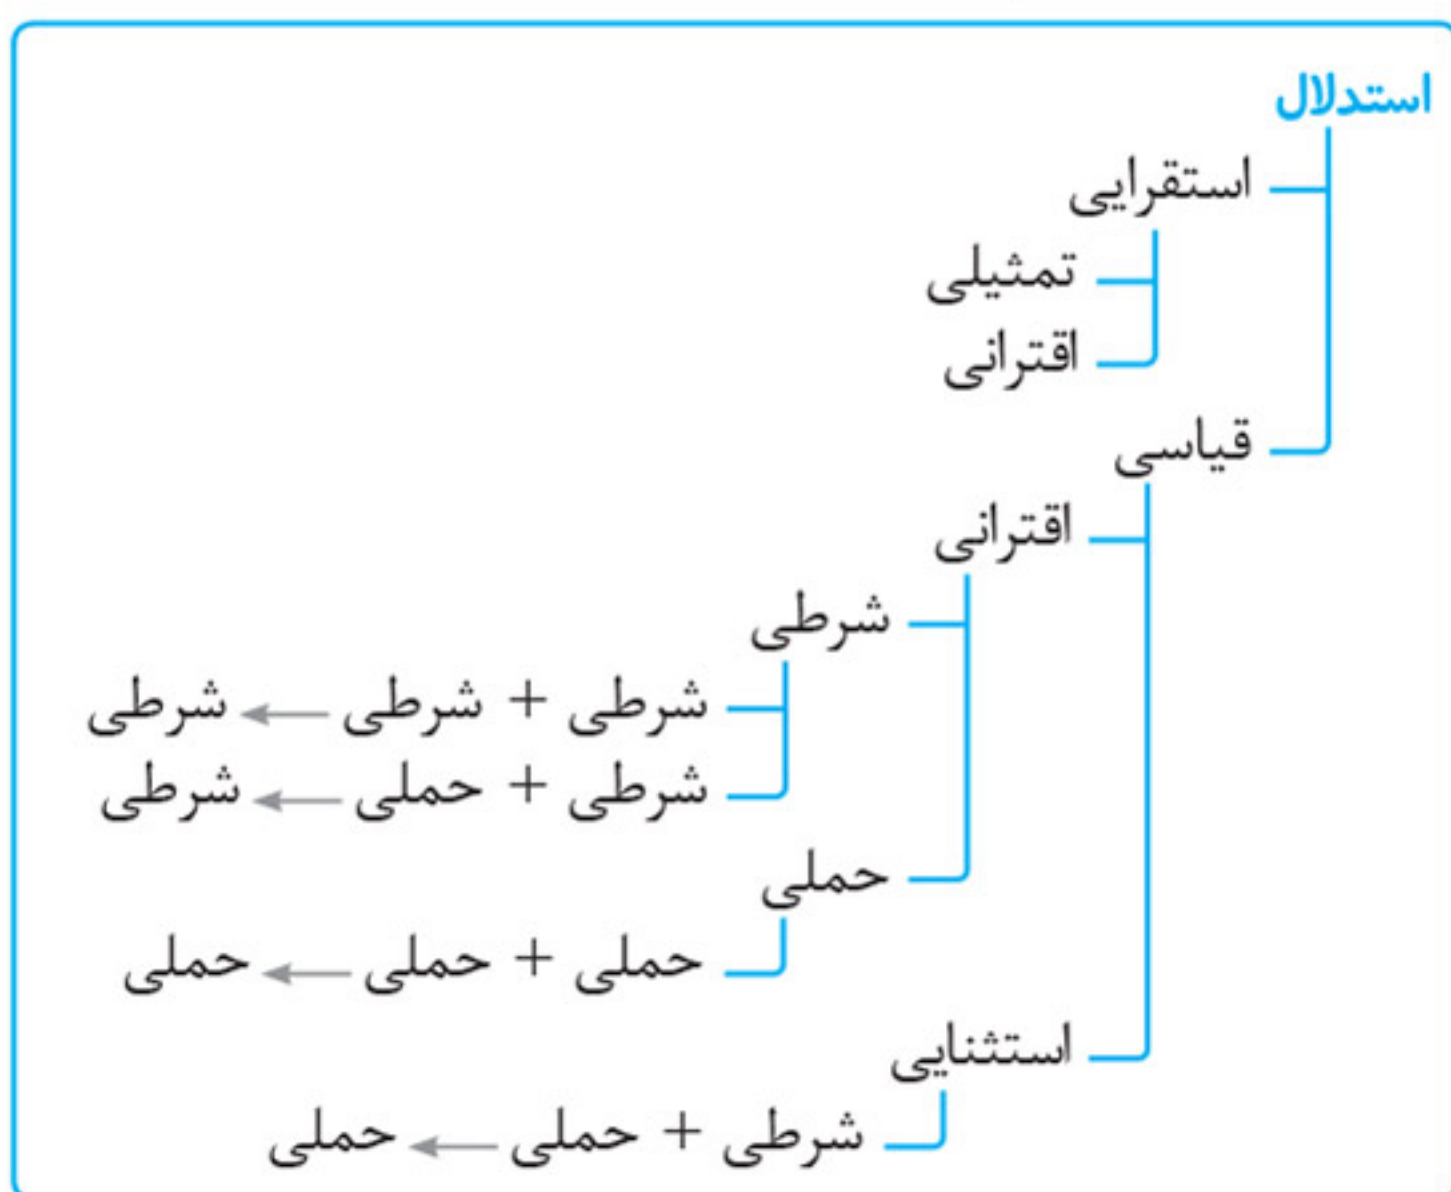 استدلال
استقرایی
تمثیلی
اقترانی
قیاسی
اقترانی
شرطی
شرطی + شرطی ← شرطی
شرطی + حملی ← شرطی
حملی
حملی + حملی ← حملی
استثنایی
شرطی + حملی ← حملی